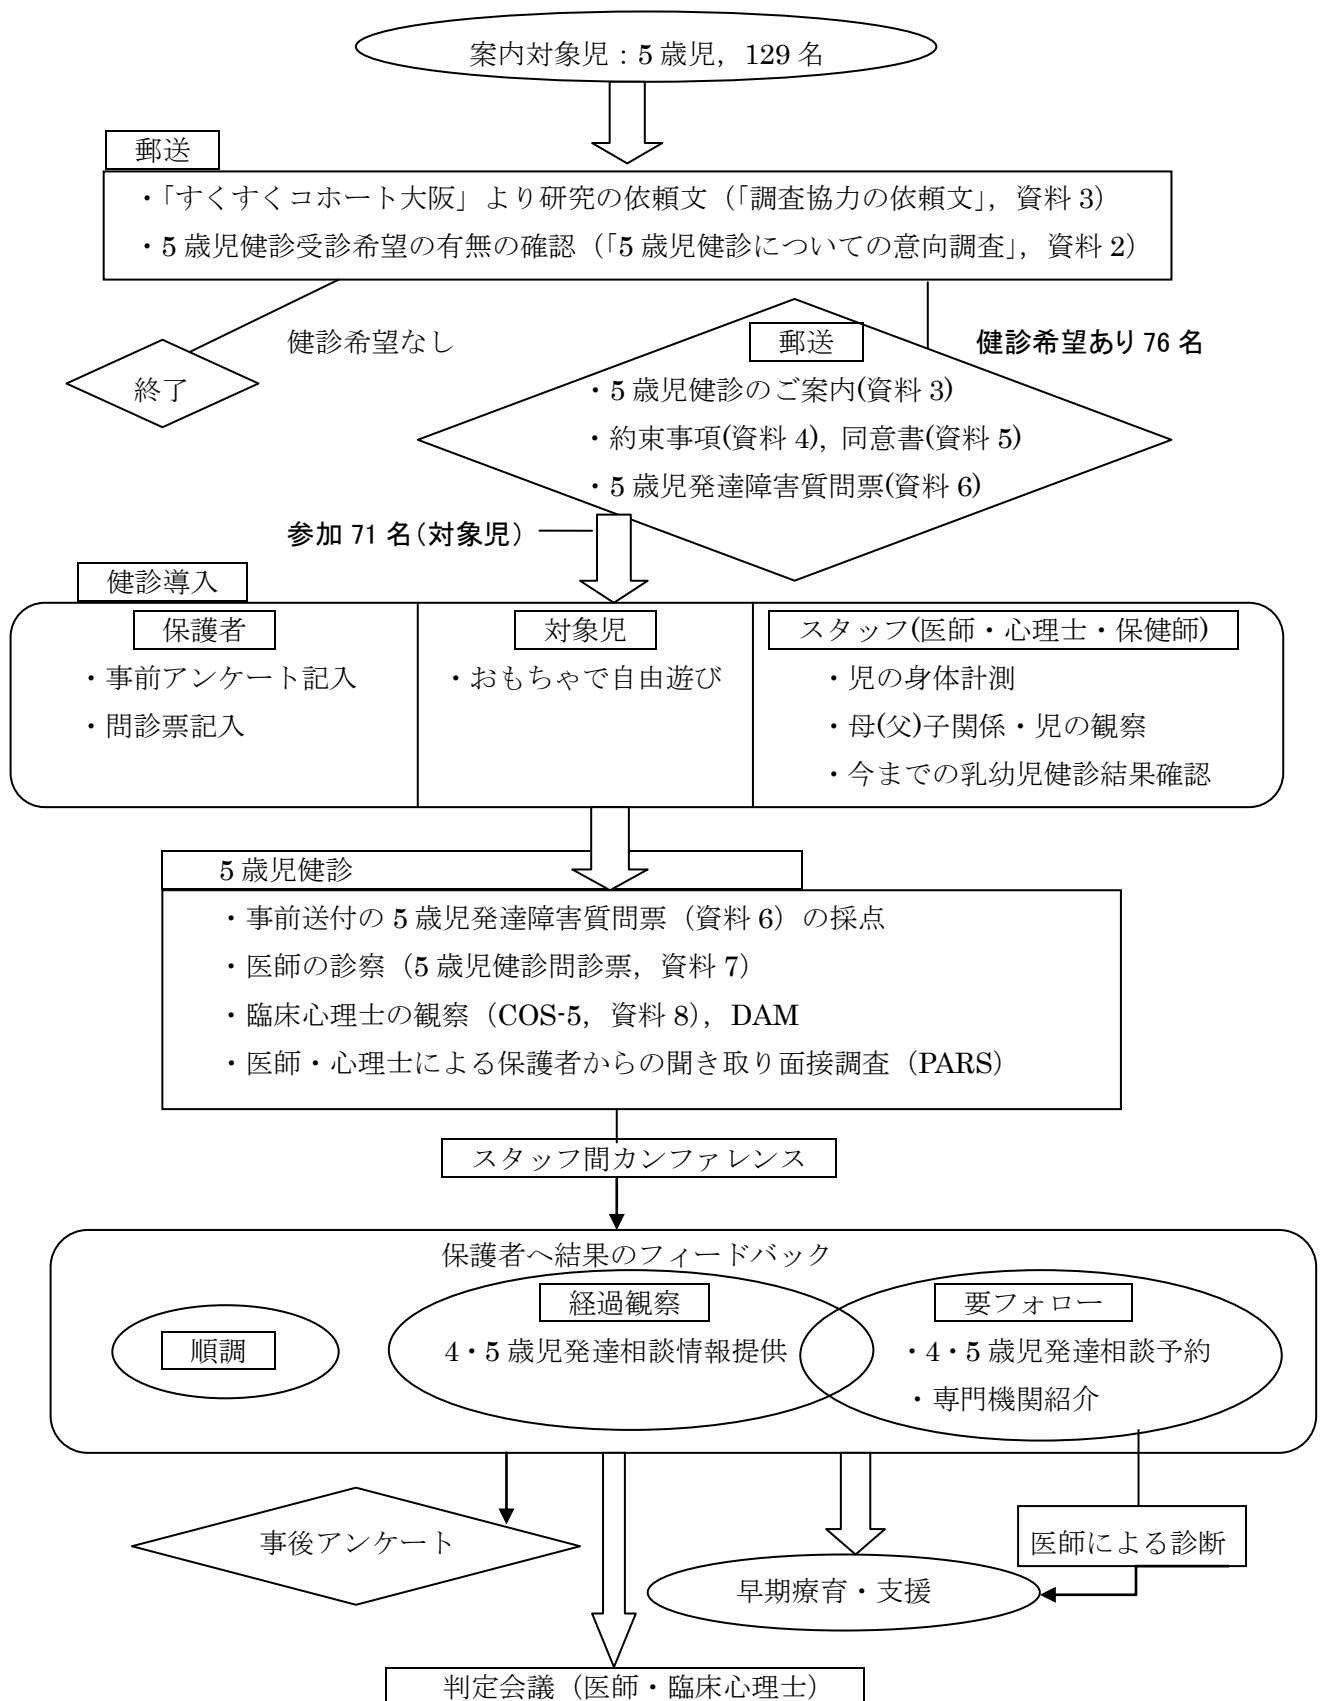 案内対象児：5歳児，129名
郵送
・「すくすくコホート大阪」より研究の依頼文（「調査協力の依頼文」，資料3）
・5歳児健診受診希望の有無の確認（「5歳児健診についての意向調査」，資料2）
健診希望なし
終了
健診希望あり 76名
郵送
・5歳児健診のご案内(資料3)
・約束事項(資料4)，同意書(資料5)
・5歳児発達障害質問票(資料6)
参加71名（対象児）
健診導入
保護者
・事前アンケート記入
・問診票記入
対象児
・おもちゃで自由遊び
スタッフ(医師・心理士・保健師)
・児の身体計測
・母(父)子関係・児の観察
・今までの乳幼児健診結果確認
5歳児健診
・事前送付の5歳児発達障害質問票（資料6）の採点
・医師の診察（5歳児健診問診票，資料7）
・臨床心理士の観察（COS-5，資料8），DAM
・医師・心理士による保護者からの聞き取り面接調査（PARS）
スタッフ間カンファレンス
保護者へ結果のフィードバック
順調
経過観察
4・5歳児発達相談情報提供
要フォロー
・4・5歳児発達相談予約
・専門機関紹介
事後アンケート
医師による診断
早期療育・支援
判定会議（医師・臨床心理士）